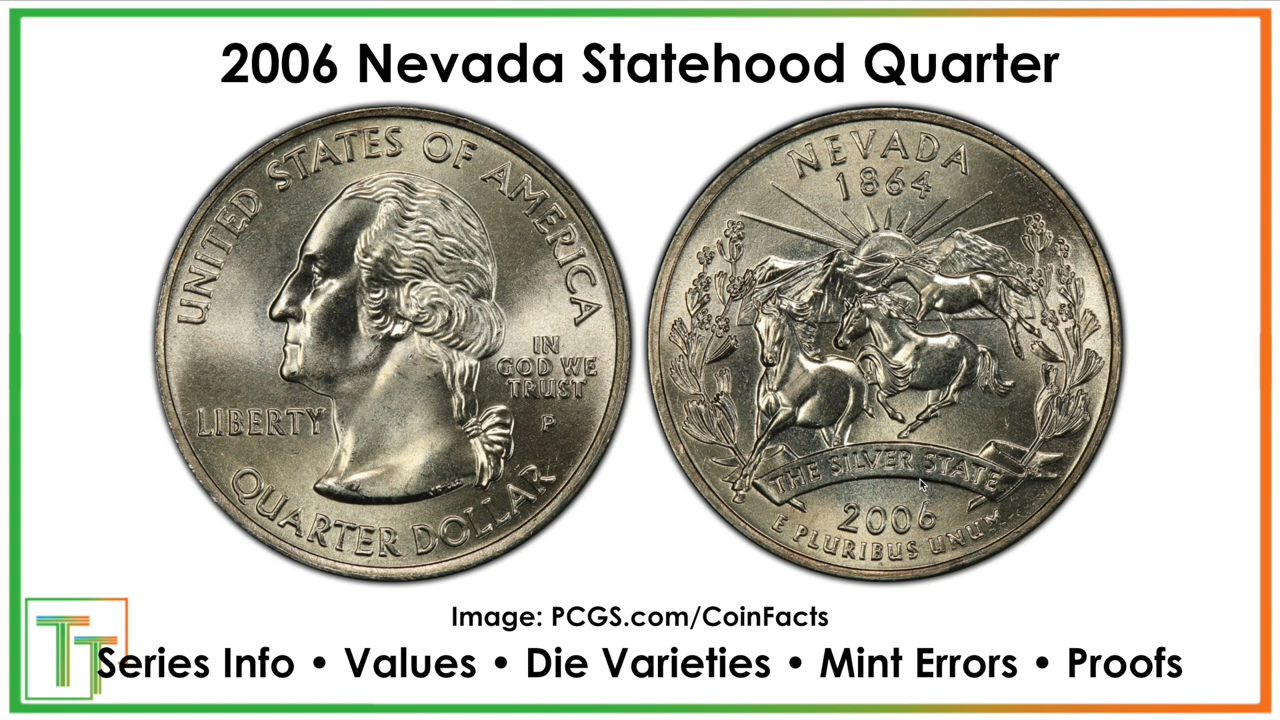 2006 Nevada Statehood Quarter
UNITED STATES OF AMERICA
IN
GOD WE
TRUST
P
LIBERTY
QUARTER DOLLAR
NEVADA
1864
THE SILVER STATE
2006
E PLURIBUS UNUM
Image: PCGS.com/CoinFacts
TT
Series Info • Values • Die Varieties • Mint Errors • Proofs